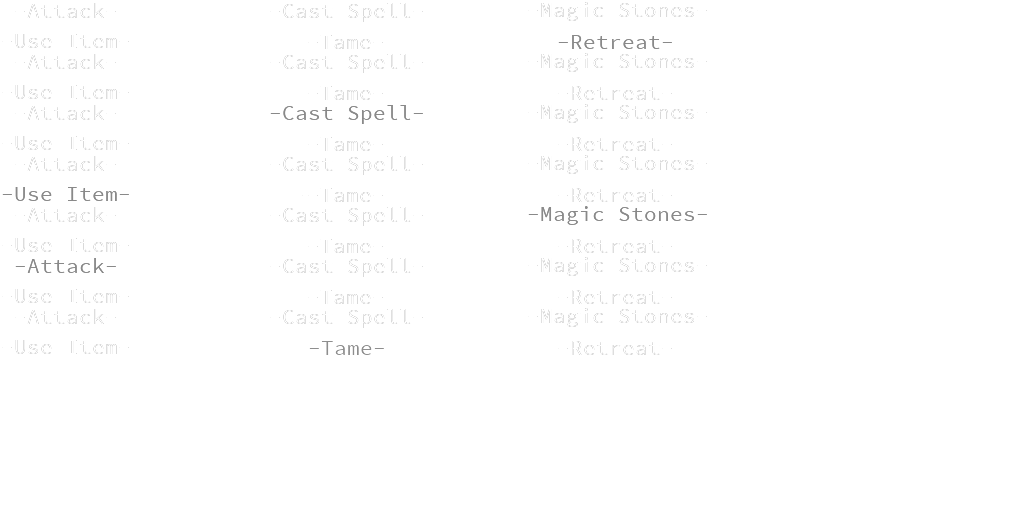 Attack Cast Spell Magic Stones
Use Item Tame -Retreat-
Attack Cast Spell Magic Stones
Use Item Tame Retreat
Attack -Cast Spell- Magic Stones
Use Item Tame Retreat
Attack Cast Spell Magic Stones
-Use Item- Tame Retreat
Attack Cast Spell -Magic Stones-
Use Item Tame Retreat
-Attack- Cast Spell Magic Stones
Use Item Tame Retreat
Attack Cast Spell Magic Stones
Use Item -Tame- Retreat